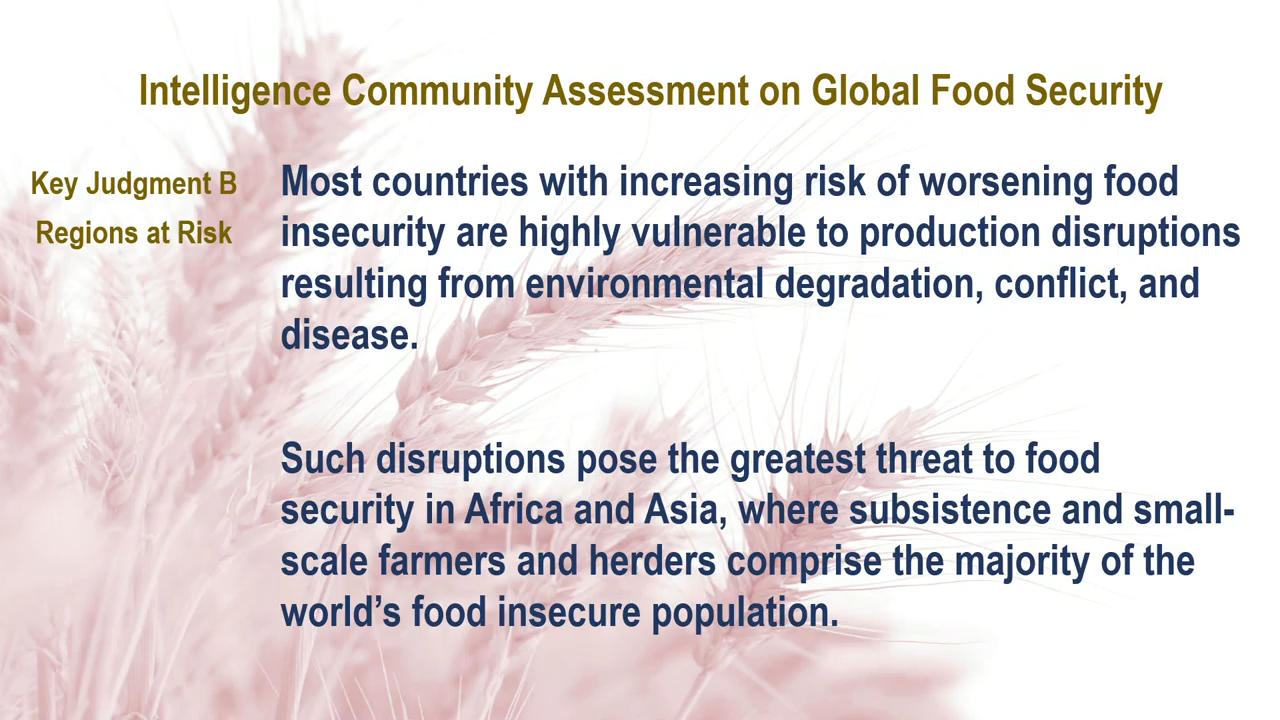 Intelligence Community Assessment on Global Food Security
Key Judgment B
Regions at Risk
Most countries with increasing risk of worsening food
insecurity are highly vulnerable to production disruptions
resulting from environmental degradation, conflict, and
disease.
Such disruptions pose the greatest threat to food
security in Africa and Asia, where subsistence and small-
scale farmers and herders comprise the majority of the
world’s food insecure population.